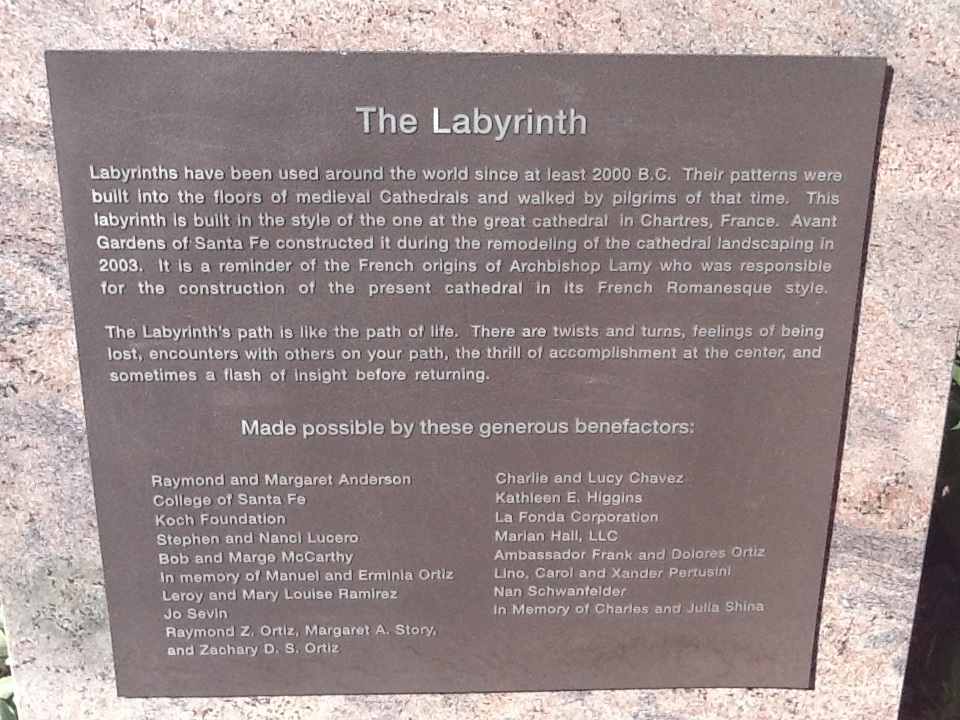 The Labyrinth
Labyrinths have been used around the world since at least 2000 B.C. Their patterns were
built into the floors of medieval Cathedrals and walked by pilgrims of that time. This
labyrinth is built in the style of the one at the great cathedral in Chartres, France. Avant
Gardens of Santa Fe constructed it during the remodeling of the cathedral landscaping in
2003. It is a reminder of the French origins of Archbishop Lamy who was responsible
for the construction of the present cathedral in its French Romanesque style.
The Labyrinth's path is like the path of life. There are twists and turns, feelings of being
lost, encounters with others on your path, the thrill of accomplishment at the center, and
sometimes a flash of insight before returning.
Made possible by these generous benefactors:
Raymond and Margaret Anderson
College of Santa Fe
Koch Foundation
Stephen and Nanci Lucero
Bob and Marge McCarthy
In memory of Manuel and Erminia Ortiz
Leroy and Mary Louise Ramirez
Jo Sevin
Raymond Z. Ortiz, Margaret A. Story,
and Zachary D. S. Ortiz
Charlie and Lucy Chavez
Kathleen E. Higgins
La Fonda Corporation
Marian Hall, LLC
Ambassador Frank and Dolores Ortiz
Lino, Carol and Xander Pertusini
Nan Schwanfelder
In Memory of Charles and Julia Shina